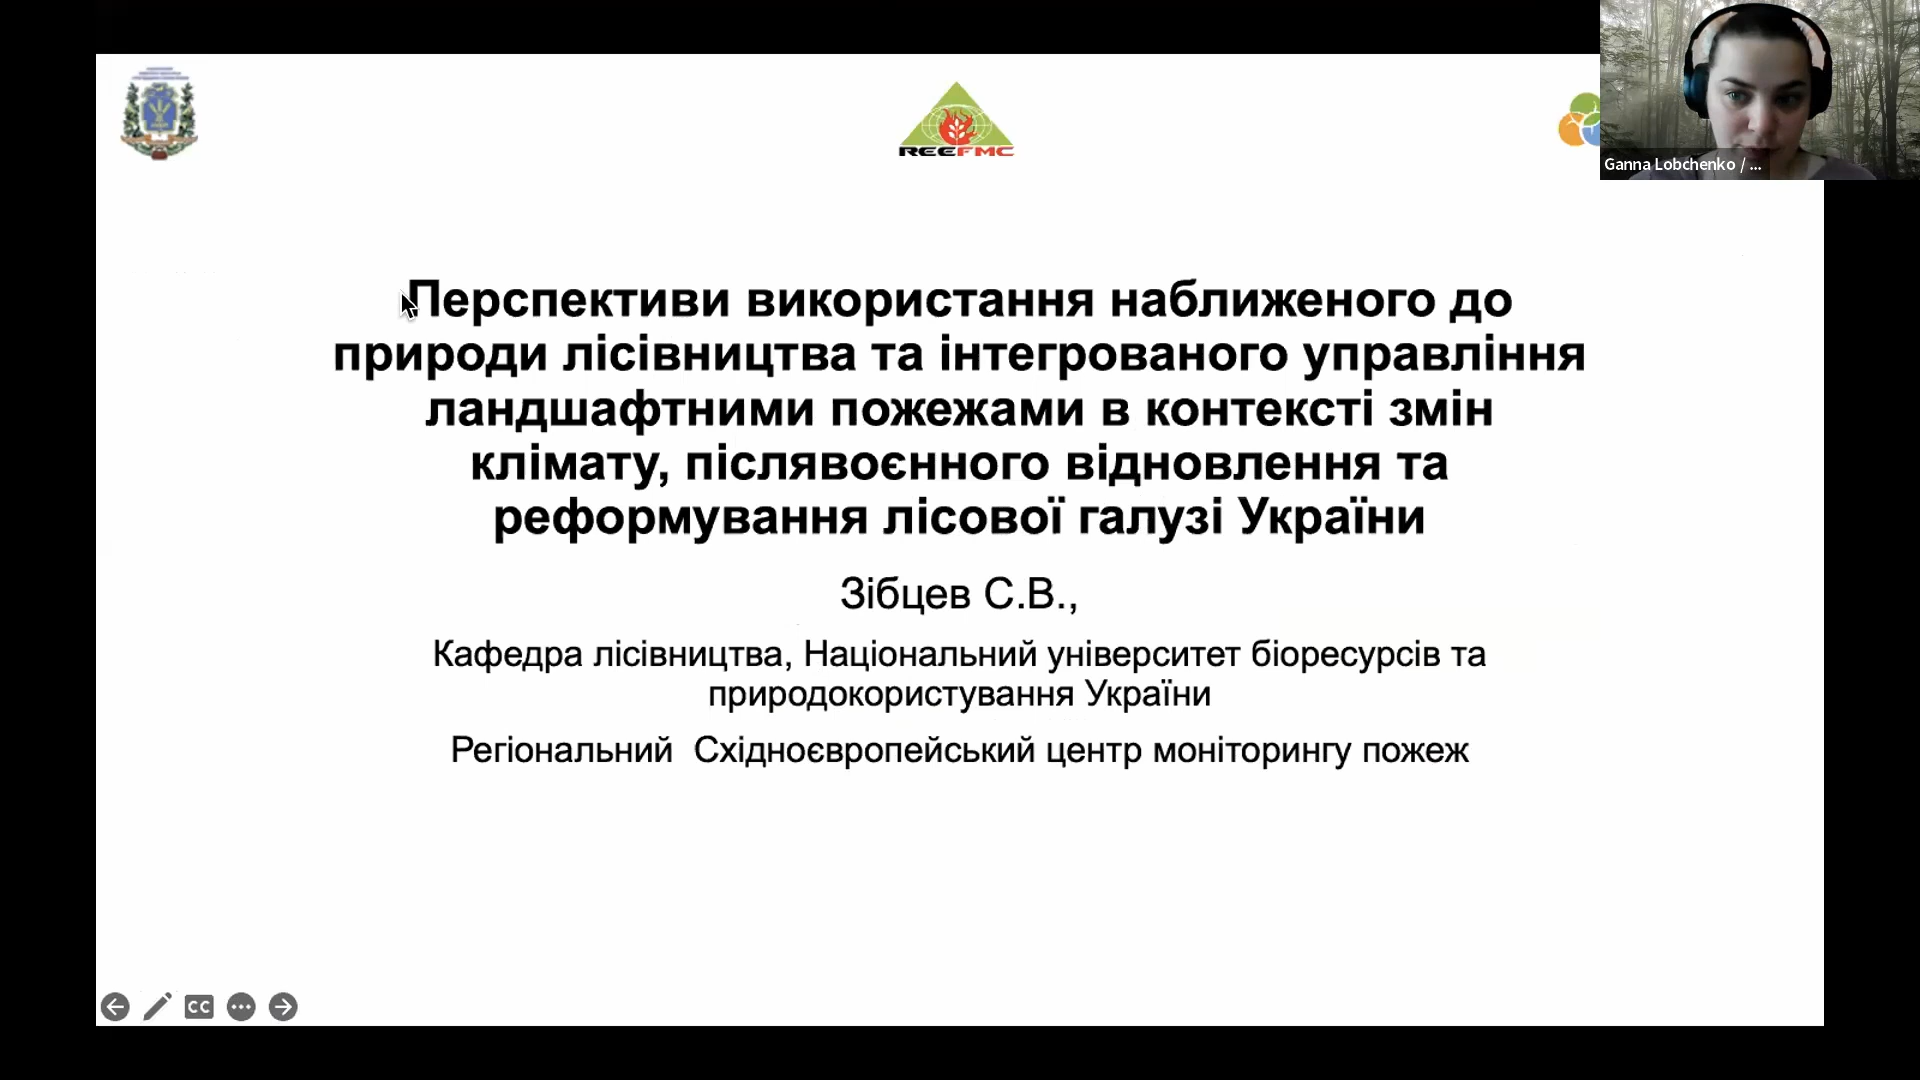 REEFMC
Ganna Lobchenko / ...
Перспективи використання наближеного до
природи лісівництва та інтегрованого управління
ландшафтними пожежами в контексті змін
клімату, післявоєнного відновлення та
реформування лісової галузі України
Зібцев С.В.,
Кафедра лісівництва, Національний університет біоресурсів та
природокористування України
Регіональний  Східноєвропейський центр моніторингу пожеж
CC